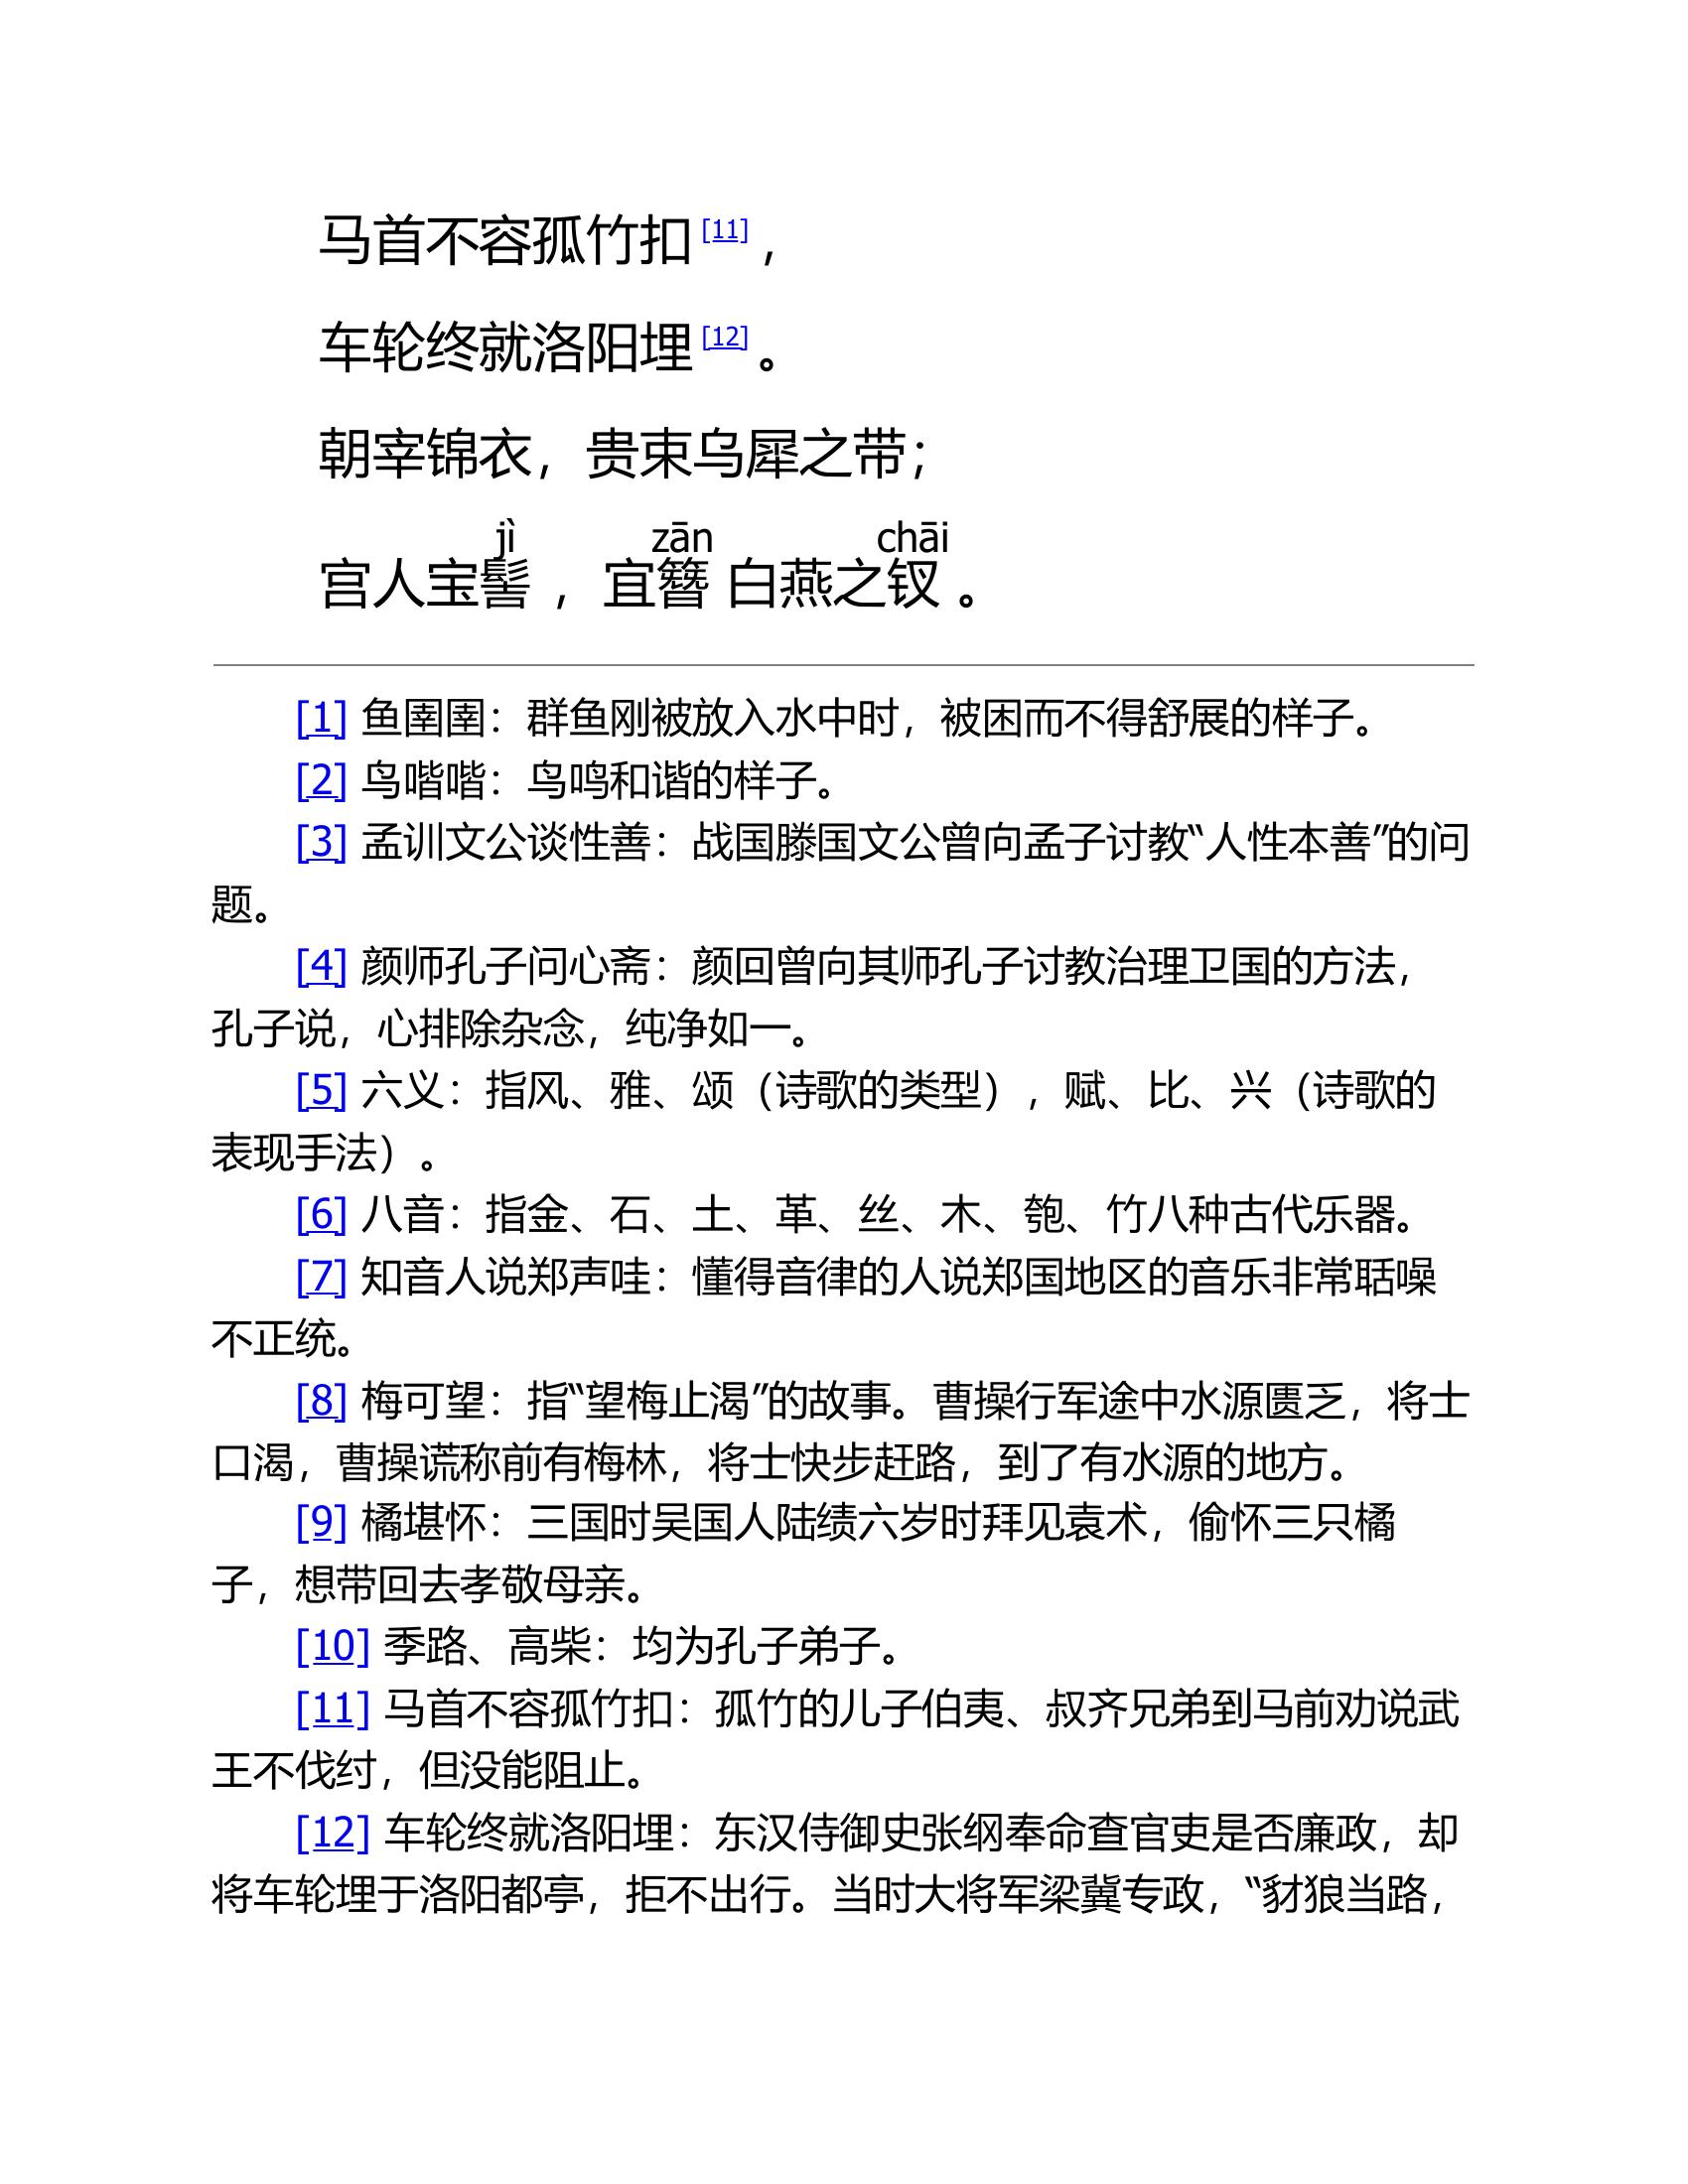 马首不容孤竹扣[11]，
车轮终就洛阳埋[12]。
朝宰锦衣，贵束乌犀之带；
jì zān chāi
宫人宝髻，宜簪白燕之钗。
[1] 鱼圉圉：群鱼刚被放入水中时，被困而不得舒展的样子。
[2] 鸟喈喈：鸟鸣和谐的样子。
[3] 孟训文公谈性善：战国滕国文公曾向孟子讨教“人性本善”的问
题。
[4] 颜师孔子问心斋：颜回曾向其师孔子讨教治理卫国的方法，
孔子说，心排除杂念，纯净如一。
[5] 六义：指风、雅、颂（诗歌的类型），赋、比、兴（诗歌的
表现手法）。
[6] 八音：指金、石、土、革、丝、木、匏、竹八种古代乐器。
[7] 知音人说郑声哇：懂得音律的人说郑国地区的音乐非常聒噪
不正统。
[8] 梅可望：指“望梅止渴”的故事。曹操行军途中水源匮乏，将士
口渴，曹操谎称前有梅林，将士快步赶路，到了有水源的地方。
[9] 橘堪怀：三国时吴国人陆绩六岁时拜见袁术，偷怀三只橘
子，想带回去孝敬母亲。
[10] 季路、高柴：均为孔子弟子。
[11] 马首不容孤竹扣：孤竹的儿子伯夷、叔齐兄弟到马前劝说武
王不伐纣，但没能阻止。
[12] 车轮终就洛阳埋：东汉侍御史张纲奉命查官吏是否廉政，却
将车轮埋于洛阳都亭，拒不出行。当时大将军梁冀专政，“豺狼当路，